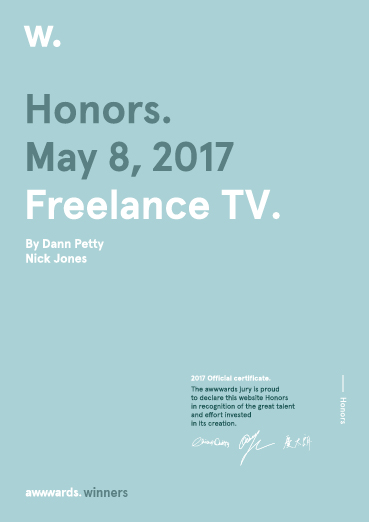 W.
Honors.
May 8, 2017
Freelance TV.
By Dann Petty
Nick Jones
2017 Official certificate.
The awwwards jury is proud
to declare this website Honors
in recognition of the great talent
and effort invested
in its creation.
Honors
awwwards. winners